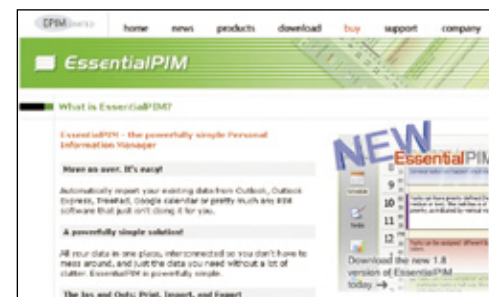 EPIM
home news products download buy support company
EssentialPIM
What is EssentialPIM?
EssentialPIM - the powerfully simple Personal
Information Manager
Move on over. It's easy!
Automatically import your existing data from Outlook, Outlook
Express, TreePad, Google calendar or pretty much any PIM
software that just isn't doing it for you.
A powerfully simple solution!
All your data in one place, interconnected so you don't have to
mess around, and just the data you need without a lot of
clutter. EssentialPIM is powerfully simple.
The Ins and Outs: Print, Import, and Export
NEW
EssentialPIM
8
9
10
11
12
Download the new 1.8
version of EssentialPIM
today →